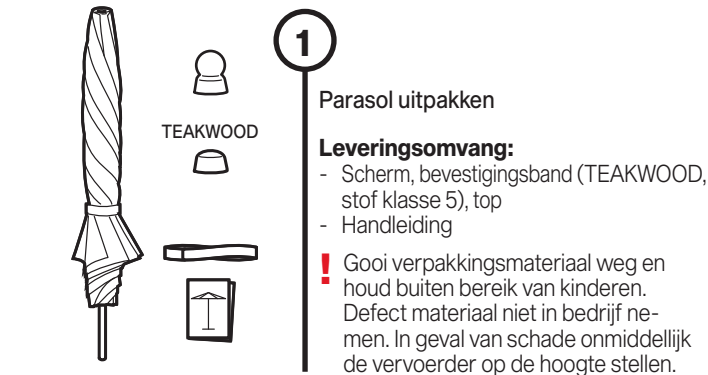 1
TEAKWOOD
Parasol uitpakken
Leveringsomvang:
- Scherm, bevestigingsband (TEAKWOOD,
stof klasse 5), top
- Handleiding
! Gooi verpakkingsmateriaal weg en
houd buiten bereik van kinderen.
Defect materiaal niet in bedrijf ne-
men. In geval van schade onmiddellijk
de vervoerder op de hoogte stellen.